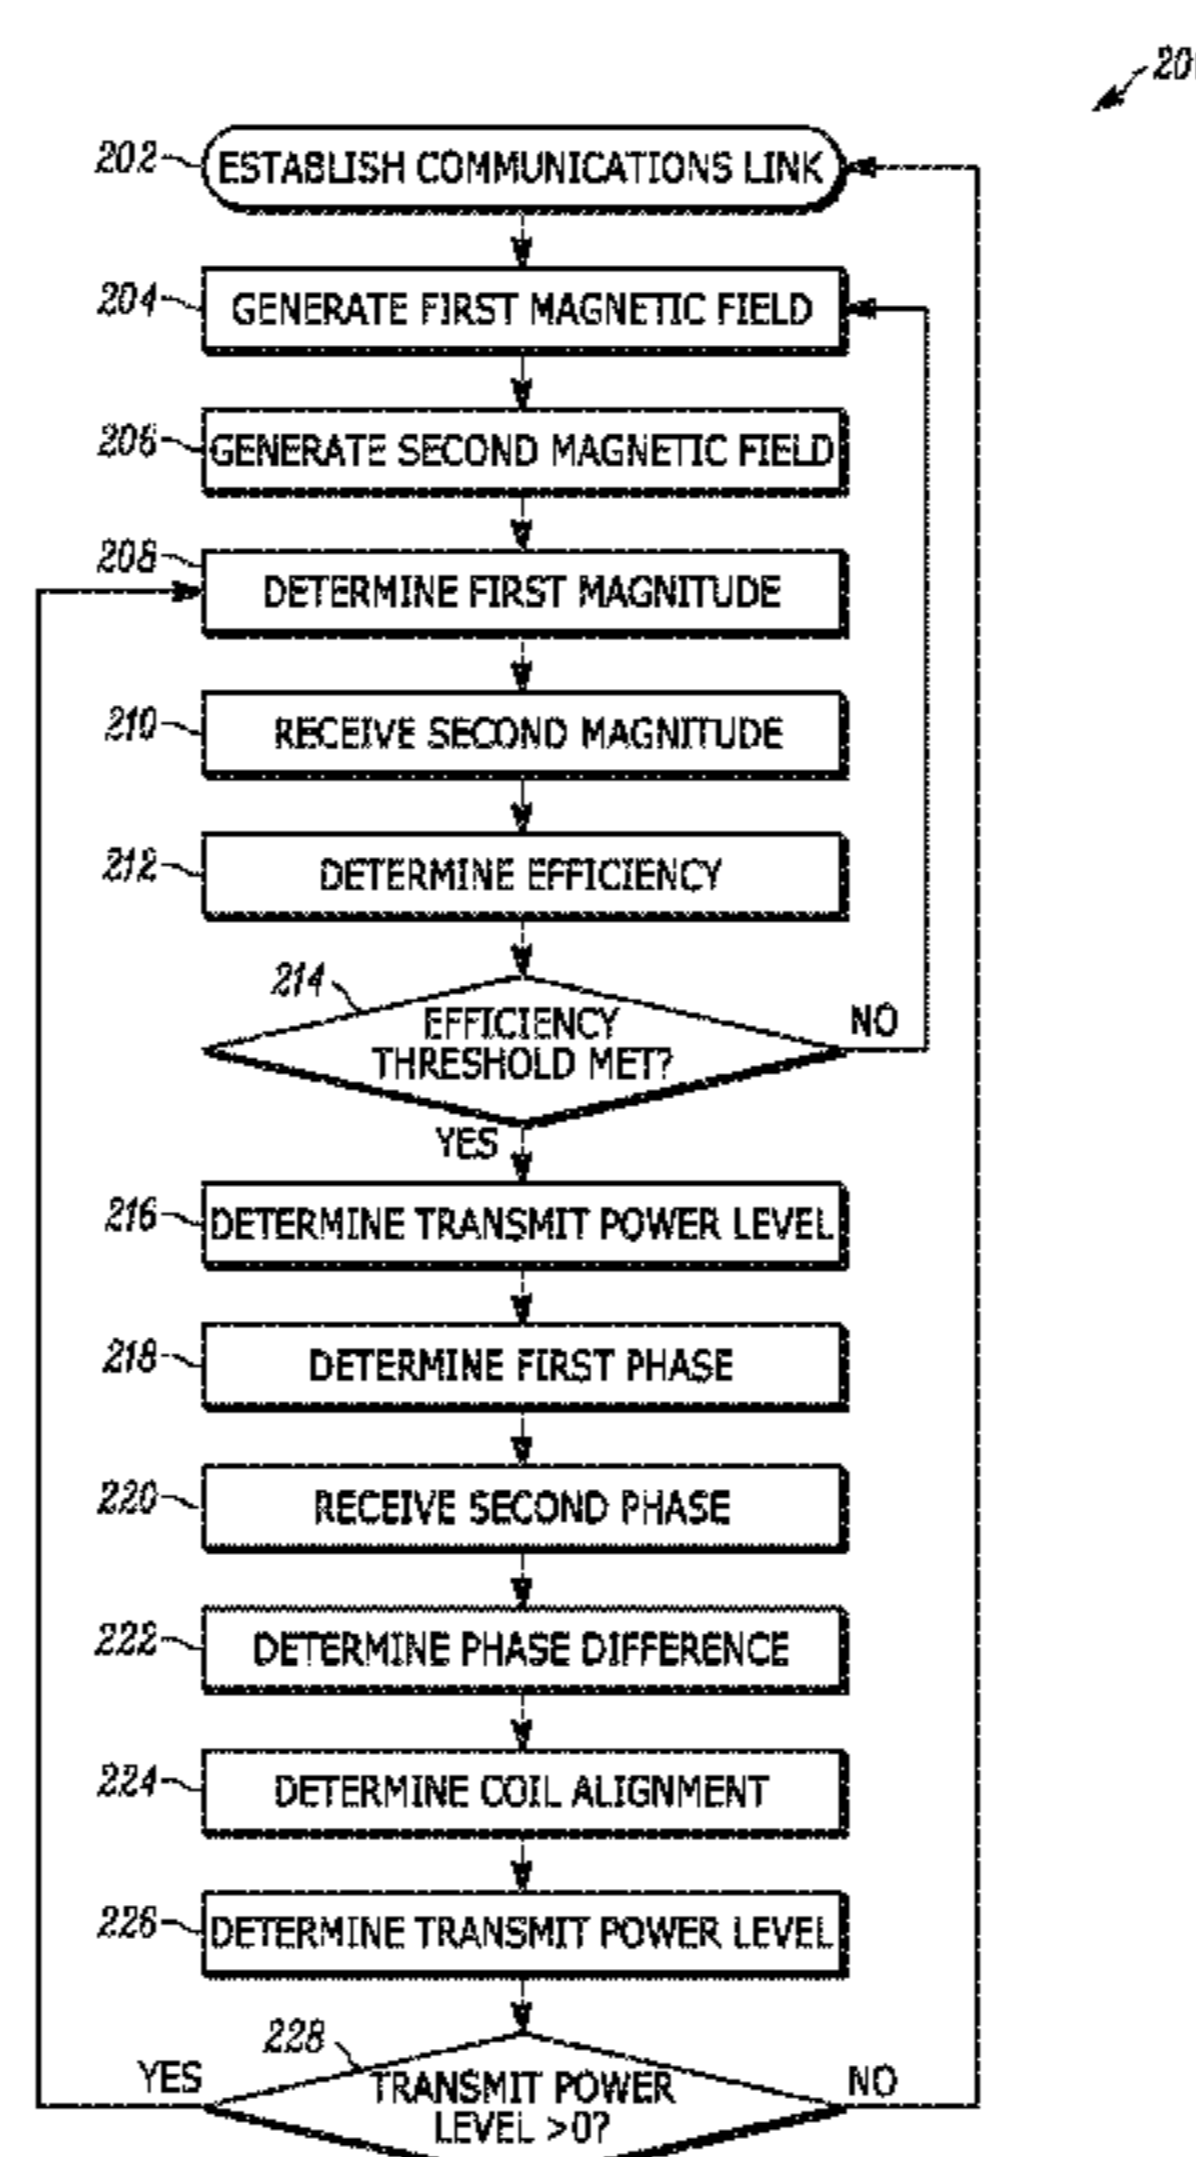 202 ESTABLISH COMMUNICATIONS LINK
204 GENERATE FIRST MAGNETIC FIELD
206 GENERATE SECOND MAGNETIC FIELD
208 DETERMINE FIRST MAGNITUDE
210 RECEIVE SECOND MAGNITUDE
212 DETERMINE EFFICIENCY
214 EFFICIENCY
THRESHOLD MET?
NO
YES
216 DETERMINE TRANSMIT POWER LEVEL
218 DETERMINE FIRST PHASE
220 RECEIVE SECOND PHASE
222 DETERMINE PHASE DIFFERENCE
224 DETERMINE COIL ALIGNMENT
226 DETERMINE TRANSMIT POWER LEVEL
228
YES
TRANSMIT POWER
LEVEL >0?
NO